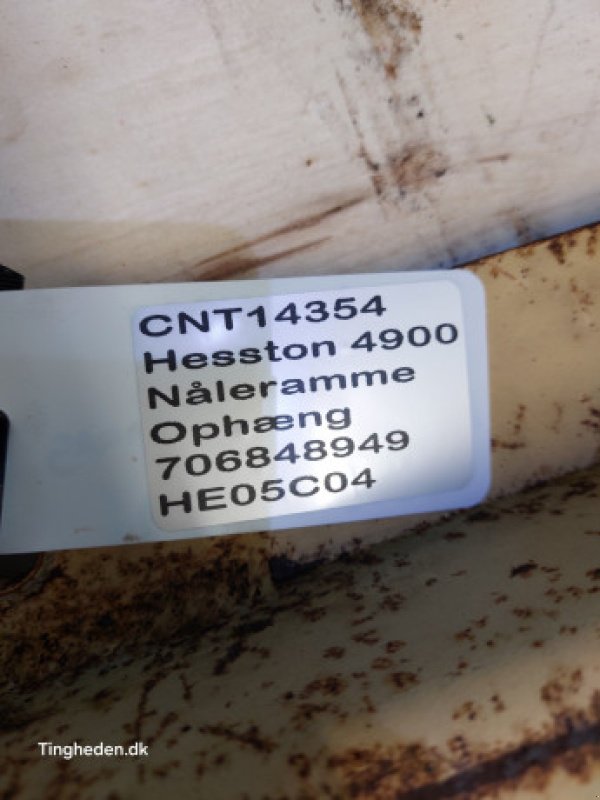 CNT14354
Hesston 4900
Nåleramme
Ophæng
706848949
HE05C04
Tingheden.dk